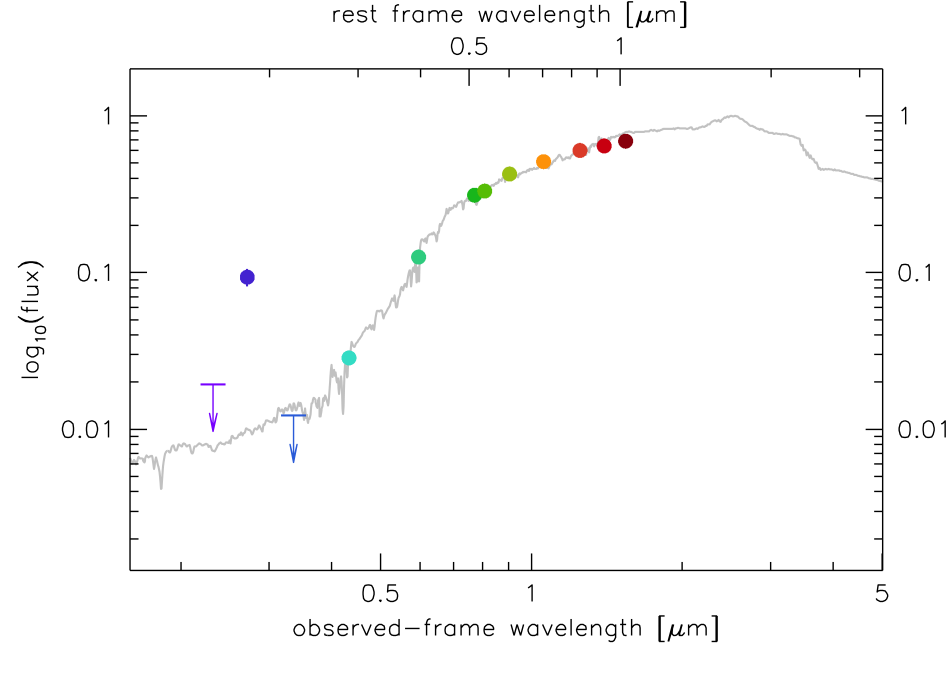 rest frame wavelength [μm]
0.5 1
1 1
0.1 0.1
log10(flux)
0.01 0.01
0.5 1 5
observed-frame wavelength [μm]